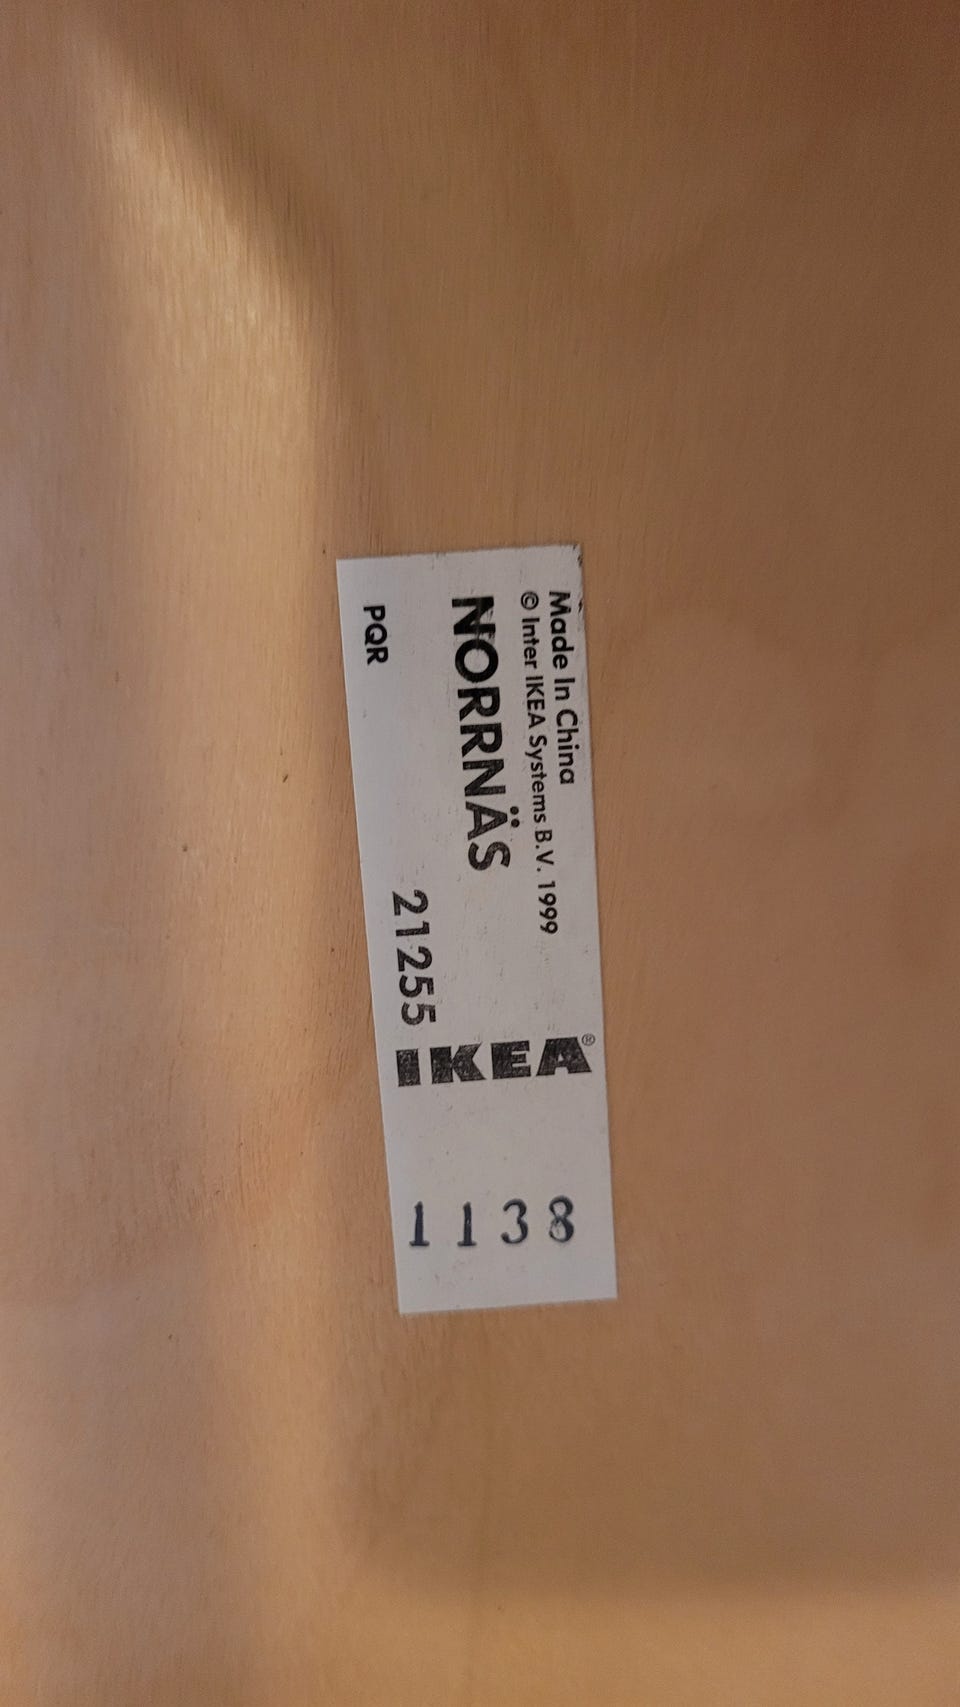 Made In China
© Inter IKEA Systems B.V. 1999
NORRNÄS
21255
PQR
IKEA®
1138